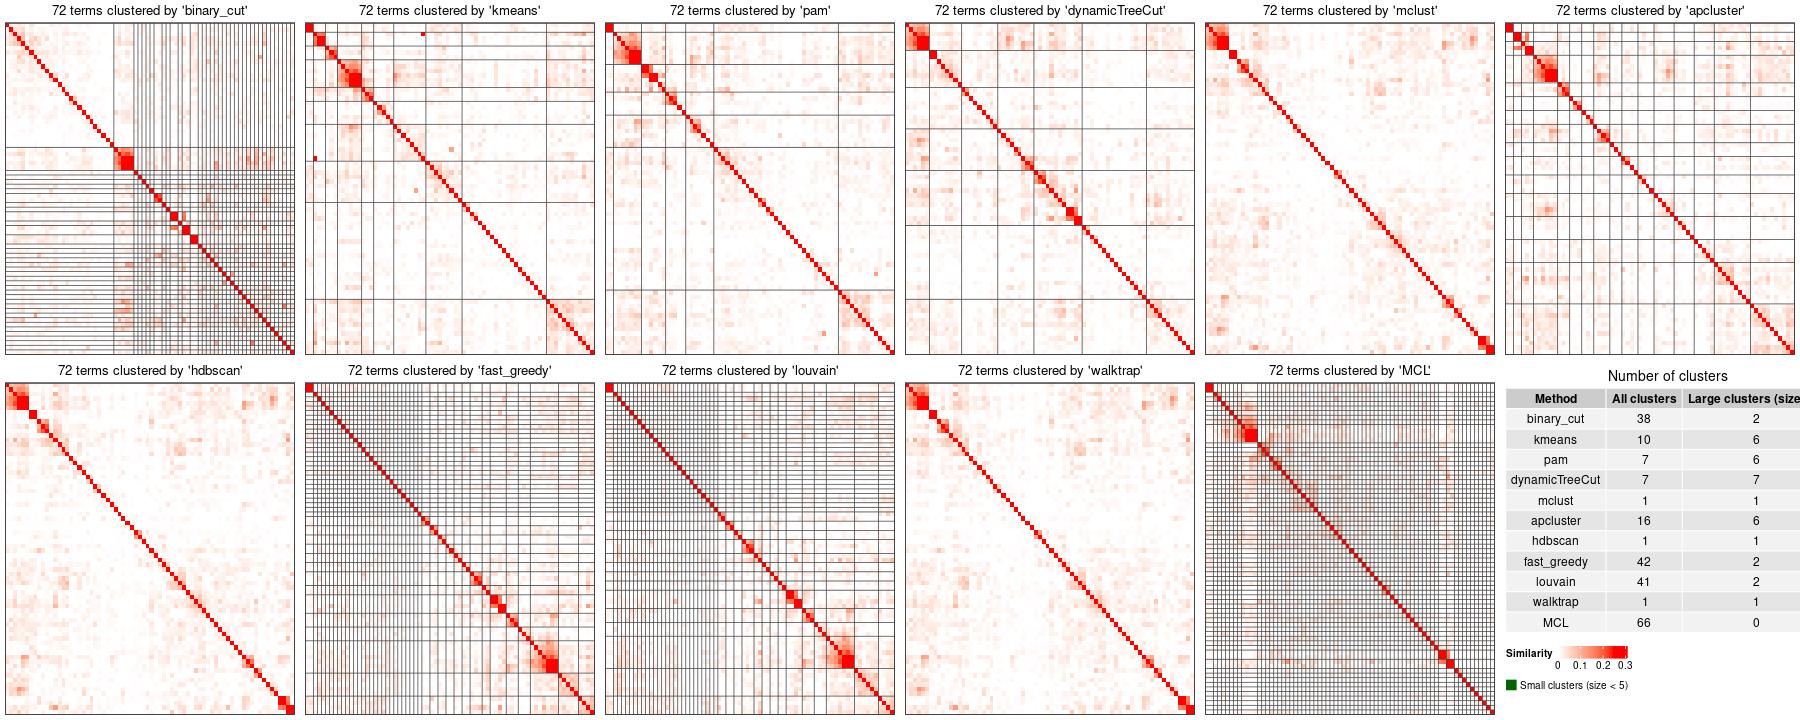 72 terms clustered by 'binary_cut'
72 terms clustered by 'kmeans'
72 terms clustered by 'pam'
72 terms clustered by 'dynamicTreeCut'
72 terms clustered by 'mclust'
72 terms clustered by 'apcluster'
72 terms clustered by 'hdbscan'
72 terms clustered by 'fast_greedy'
72 terms clustered by 'louvain'
72 terms clustered by 'walktrap'
72 terms clustered by 'MCL'
Number of clusters
Method All clusters Large clusters (size
binary_cut 38 2
kmeans 10 6
pam 7 6
dynamicTreeCut 7 7
mclust 1 1
apcluster 16 6
hdbscan 1 1
fast_greedy 42 2
louvain 41 2
walktrap 1 1
MCL 66 0
Similarity
0 0.1 0.2 0.3
Small clusters (size < 5)